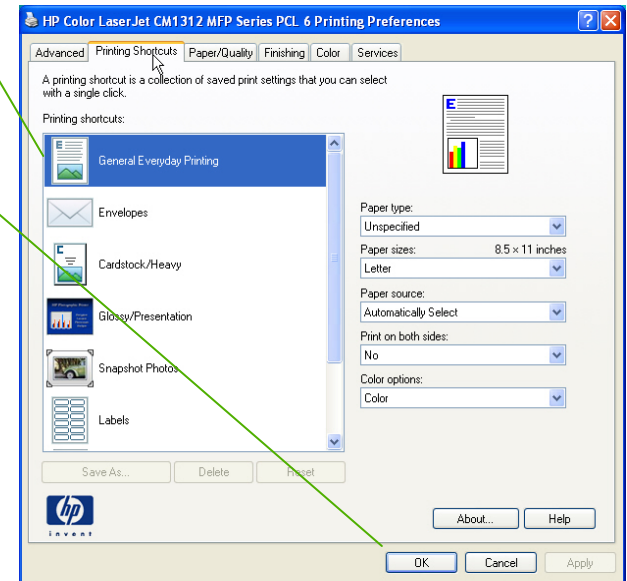 HP Color LaserJet CM1312 MFP Series PCL 6 Printing Preferences
Advanced Printing Shortcuts Paper/Quality Finishing Color Services
A printing shortcut is a collection of saved print settings that you can select
with a single click.
Printing shortcuts:
E
General Everyday Printing
Envelopes
Cardstock/Heavy
Glossy/Presentation
Snapshot Photos
Labels
E
Paper type:
Unspecified
Paper sizes: 8.5 × 11 inches
Letter
Paper source:
Automatically Select
Print on both sides:
No
Color options:
Color
Save As... Delete Reset
hp
invent
About... Help
OK Cancel Apply